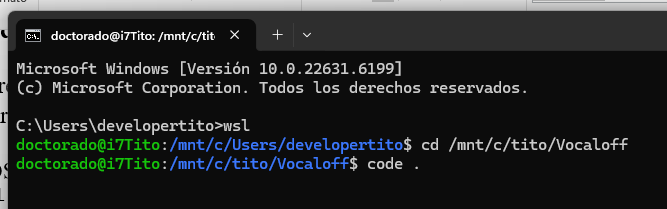 doctorado@i7Tito: /mnt/c/tito
Microsoft Windows [Versión 10.0.22631.6199]
(c) Microsoft Corporation. Todos los derechos reservados.
C:\Users\developertito>wsl
doctorado@i7Tito:/mnt/c/Users/developertito$ cd /mnt/c/tito/Vocaloff
doctorado@i7Tito:/mnt/c/tito/Vocaloff$ code .